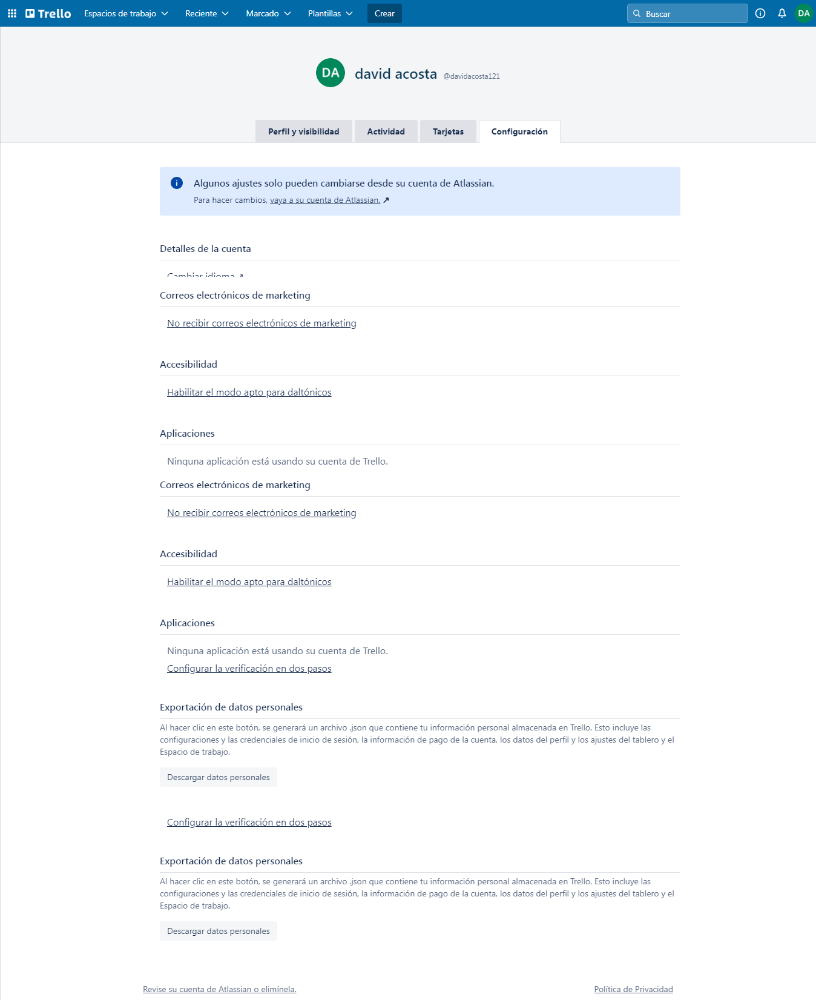 Trello Espacios de trabajo Reciente Marcado Plantillas Crear Buscar DA
DA david acosta @davidacosta121
Perfil y visibilidad Actividad Tarjetas Configuración
Algunos ajustes solo pueden cambiarse desde su cuenta de Atlassian.
Para hacer cambios, vaya a su cuenta de Atlassian. ↗
Detalles de la cuenta
Cambiar idioma ↗
Correos electrónicos de marketing
No recibir correos electrónicos de marketing
Accesibilidad
Habilitar el modo apto para daltónicos
Aplicaciones
Ninguna aplicación está usando su cuenta de Trello.
Correos electrónicos de marketing
No recibir correos electrónicos de marketing
Accesibilidad
Habilitar el modo apto para daltónicos
Aplicaciones
Ninguna aplicación está usando su cuenta de Trello.
Configurar la verificación en dos pasos
Exportación de datos personales
Al hacer clic en este botón, se generará un archivo .json que contiene tu información personal almacenada en Trello. Esto incluye las
configuraciones y las credenciales de inicio de sesión, la información de pago de la cuenta, los datos del perfil y los ajustes del tablero y el
Espacio de trabajo.
Descargar datos personales
Configurar la verificación en dos pasos
Exportación de datos personales
Al hacer clic en este botón, se generará un archivo .json que contiene tu información personal almacenada en Trello. Esto incluye las
configuraciones y las credenciales de inicio de sesión, la información de pago de la cuenta, los datos del perfil y los ajustes del tablero y el
Espacio de trabajo.
Descargar datos personales
Revise su cuenta de Atlassian o elimínela. Política de Privacidad